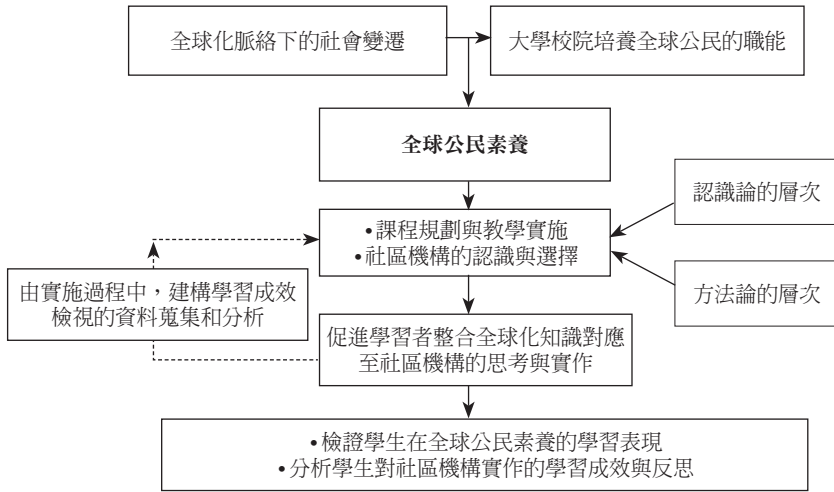 全球化脈絡下的社會變遷
大學校院培養全球公民的職能
全球公民素養
認識論的層次
•課程規劃與教學實施
•社區機構的認識與選擇
方法論的層次
由實施過程中，建構學習成效
檢視的資料蒐集和分析
促進學習者整合全球化知識對應
至社區機構的思考與實作
•檢證學生在全球公民素養的學習表現
•分析學生對社區機構實作的學習成效與反思